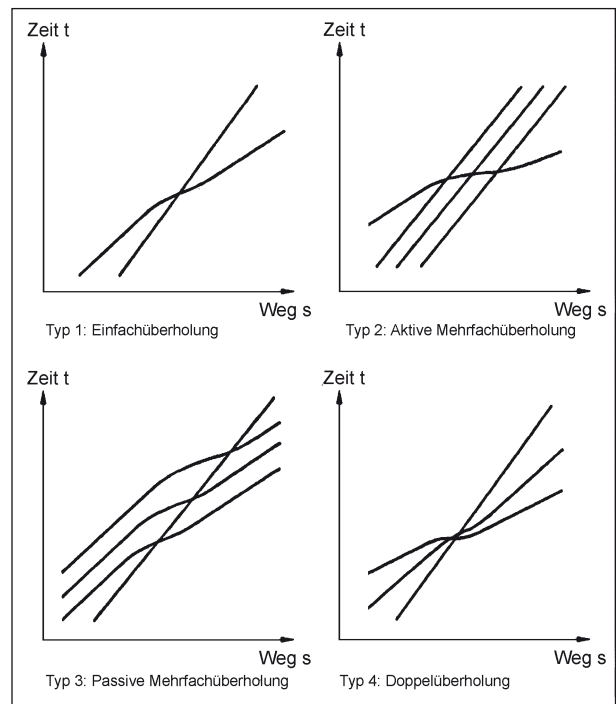 Zeit t
Weg s
Typ 1: Einfachüberholung
Zeit t
Weg s
Typ 2: Aktive Mehrfachüberholung
Zeit t
Weg s
Typ 3: Passive Mehrfachüberholung
Zeit t
Weg s
Typ 4: Doppelüberholung